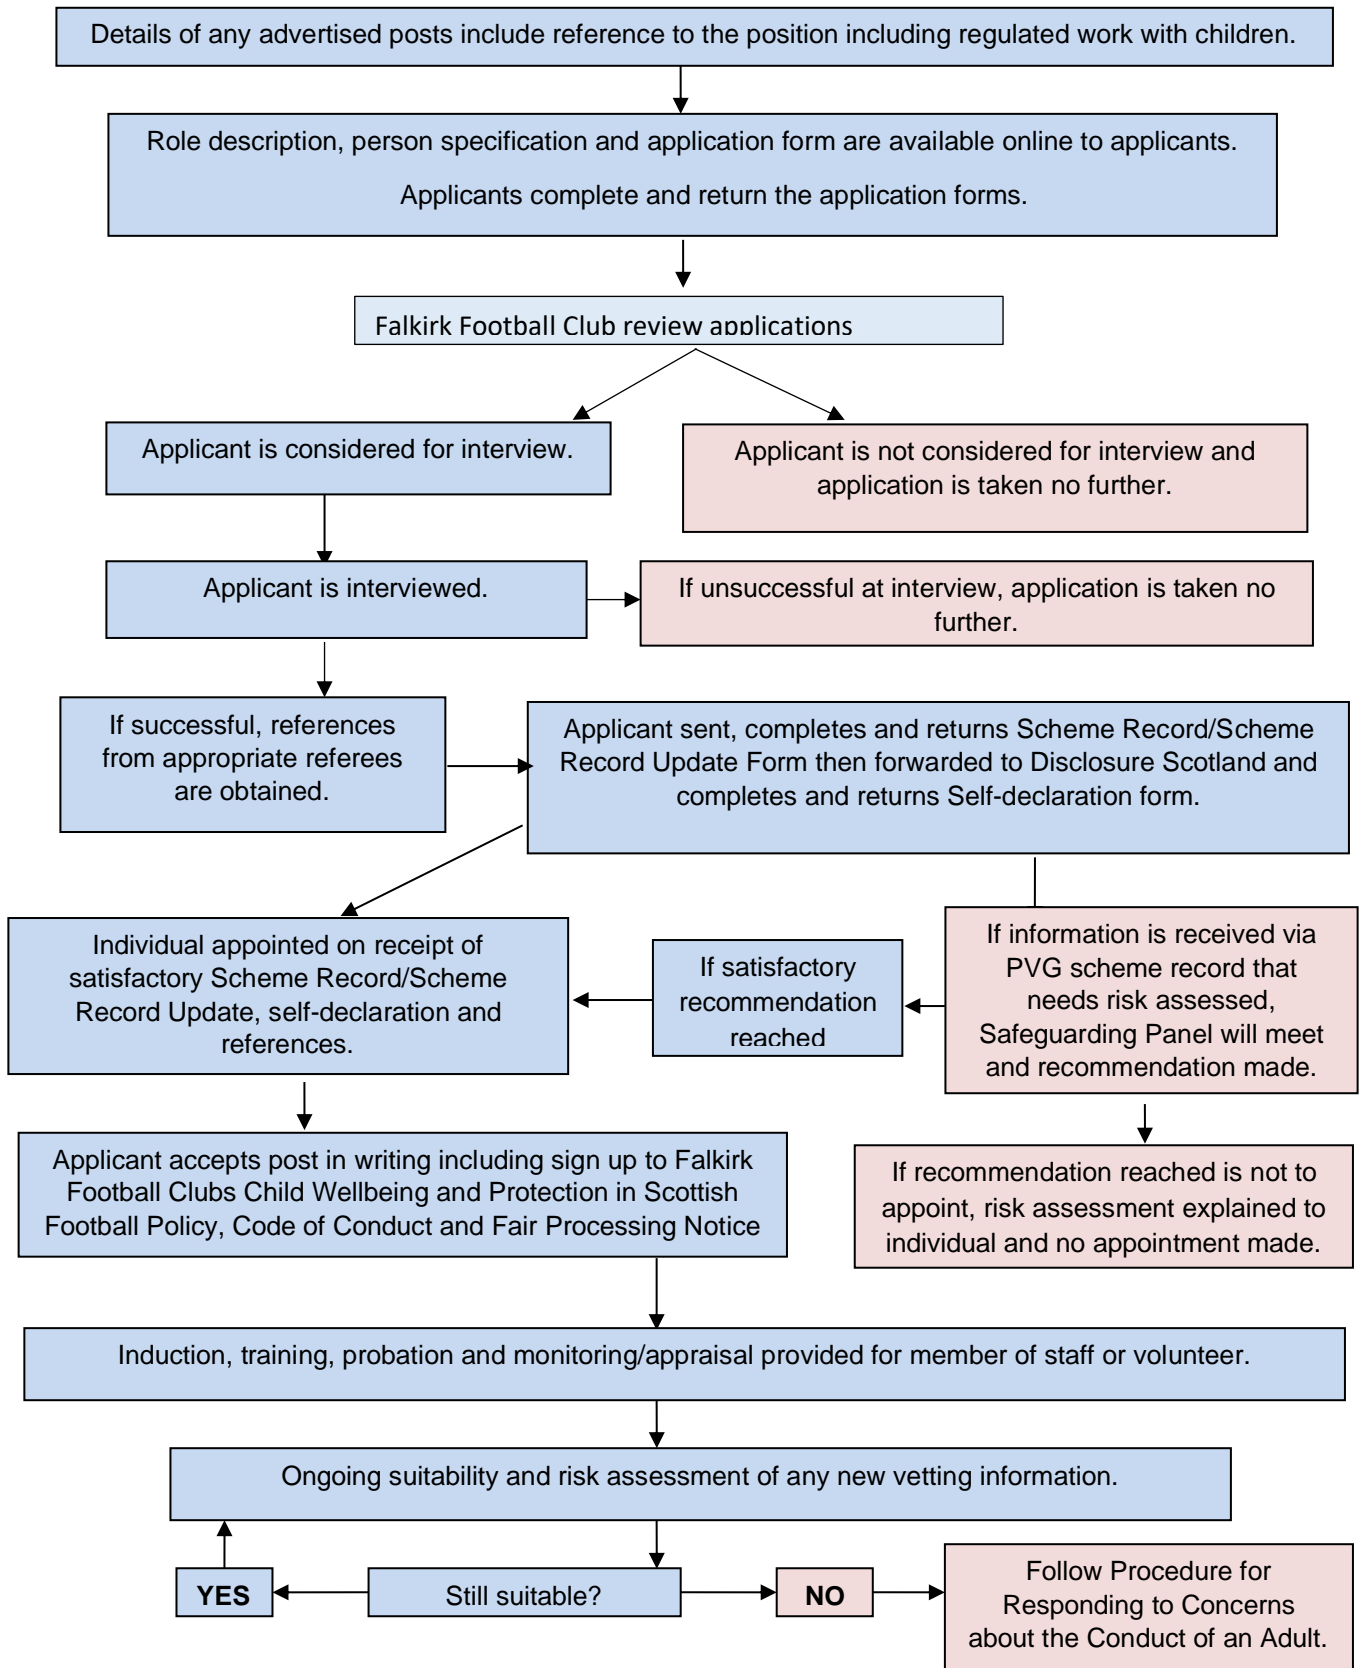 Details of any advertised posts include reference to the position including regulated work with children.
Role description, person specification and application form are available online to applicants.
Applicants complete and return the application forms.
Falkirk Football Club review applications
Applicant is considered for interview.
Applicant is not considered for interview and
application is taken no further.
Applicant is interviewed.
If unsuccessful at interview, application is taken no
further.
If successful, references
from appropriate referees
are obtained.
Applicant sent, completes and returns Scheme Record/Scheme
Record Update Form then forwarded to Disclosure Scotland and
completes and returns Self-declaration form.
Individual appointed on receipt of
satisfactory Scheme Record/Scheme
Record Update, self-declaration and
references.
If satisfactory
recommendation
reached
If information is received via
PVG scheme record that
needs risk assessed,
Safeguarding Panel will meet
and recommendation made.
Applicant accepts post in writing including sign up to Falkirk
Football Clubs Child Wellbeing and Protection in Scottish
Football Policy, Code of Conduct and Fair Processing Notice
If recommendation reached is not to
appoint, risk assessment explained to
individual and no appointment made.
Induction, training, probation and monitoring/appraisal provided for member of staff or volunteer.
Ongoing suitability and risk assessment of any new vetting information.
YES
Still suitable?
NO
Follow Procedure for
Responding to Concerns
about the Conduct of an Adult.